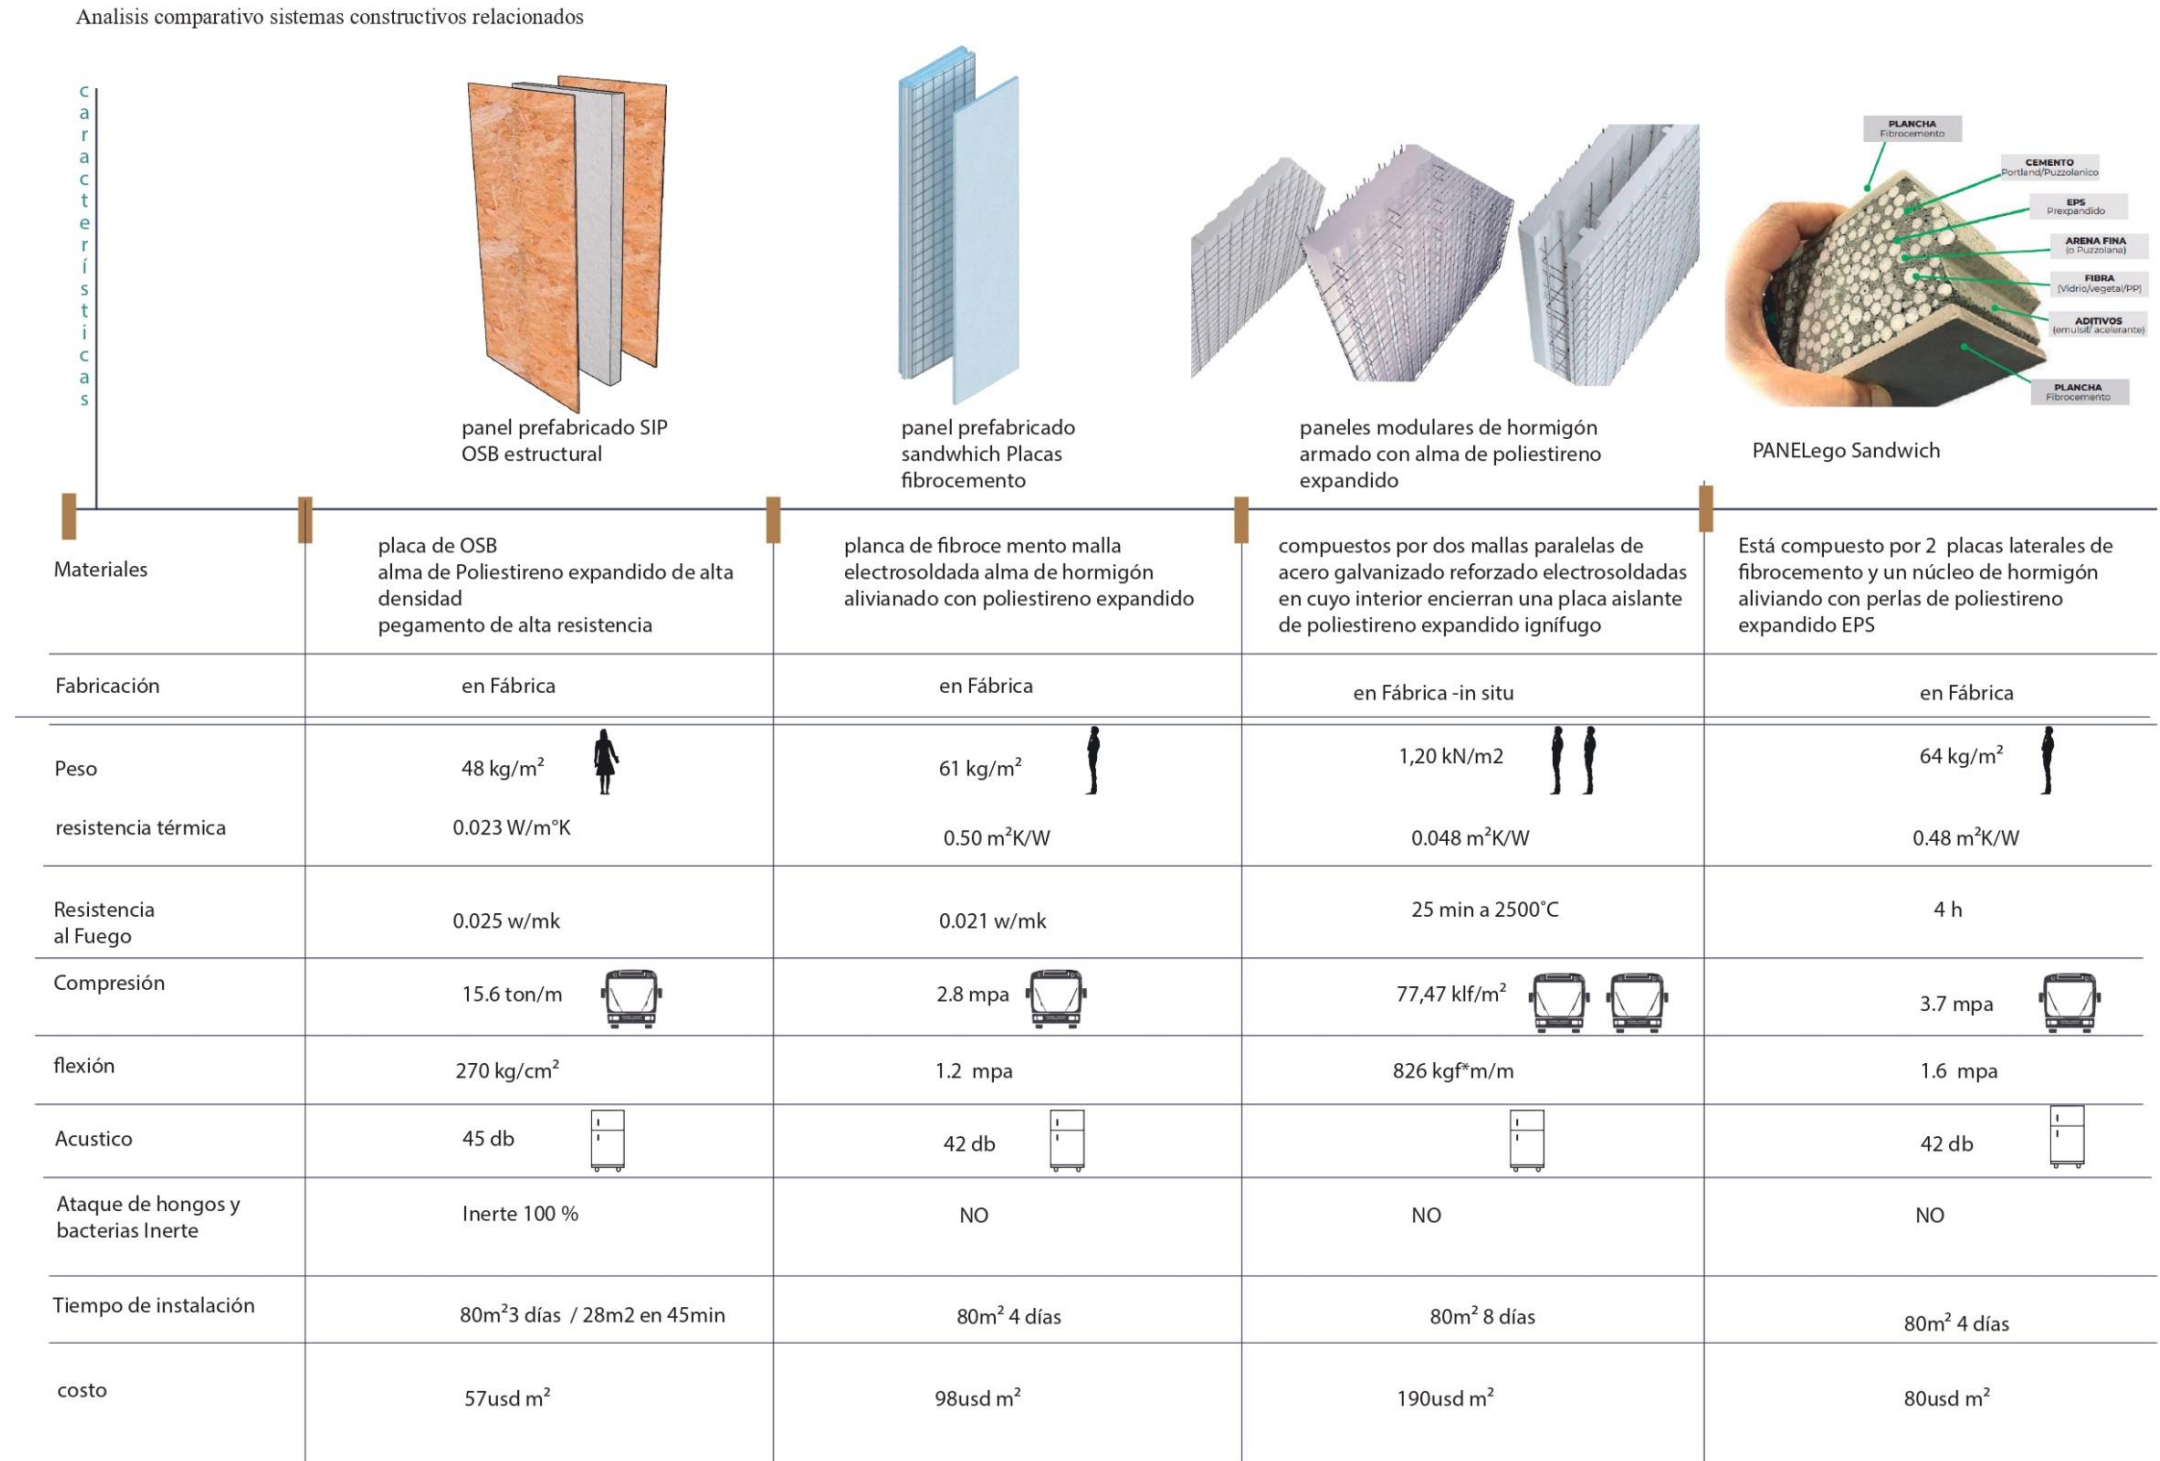 Analisis comparativo sistemas constructivos relacionados
características
PLANCHA
Fibrocemento
CEMENTO
Portland/Puzzolanico
EPS
Prexpandido
ARENA FINA
(o Puzzolana)
FIBRA
(Vidrio/vegetal/PP)
ADITIVOS
(emulsif/ acelerante)
PLANCHA
Fibrocemento
panel prefabricado SIP
OSB estructural
panel prefabricado
sandwhich Placas
fibrocemento
paneles modulares de hormigón
armado con alma de poliestireno
expandido
PANELego Sandwich
Materiales
placa de OSB
alma de Poliestireno expandido de alta
densidad
pegamento de alta resistencia
planca de fibroce mento malla
electrosoldada alma de hormigón
alivianado con poliestireno expandido
compuestos por dos mallas paralelas de
acero galvanizado reforzado electrosoldadas
en cuyo interior encierran una placa aislante
de poliestireno expandido ignífugo
Está compuesto por 2 placas laterales de
fibrocemento y un núcleo de hormigón
aliviando con perlas de poliestireno
expandido EPS
Fabricación
en Fábrica
en Fábrica
en Fábrica -in situ
en Fábrica
Peso
48 kg/m²
61 kg/m²
1,20 kN/m2
64 kg/m²
resistencia térmica
0.023 W/m°K
0.50 m²K/W
0.048 m²K/W
0.48 m²K/W
Resistencia
al Fuego
0.025 w/mk
0.021 w/mk
25 min a 2500°C
4 h
Compresión
15.6 ton/m
2.8 mpa
77,47 klf/m²
3.7 mpa
flexión
270 kg/cm²
1.2 mpa
826 kgf*m/m
1.6 mpa
Acustico
45 db
42 db
42 db
Ataque de hongos y
bacterias Inerte
Inerte 100 %
NO
NO
NO
Tiempo de instalación
80m²3 días / 28m2 en 45min
80m² 4 días
80m² 8 días
80m² 4 días
costo
57usd m²
98usd m²
190usd m²
80usd m²